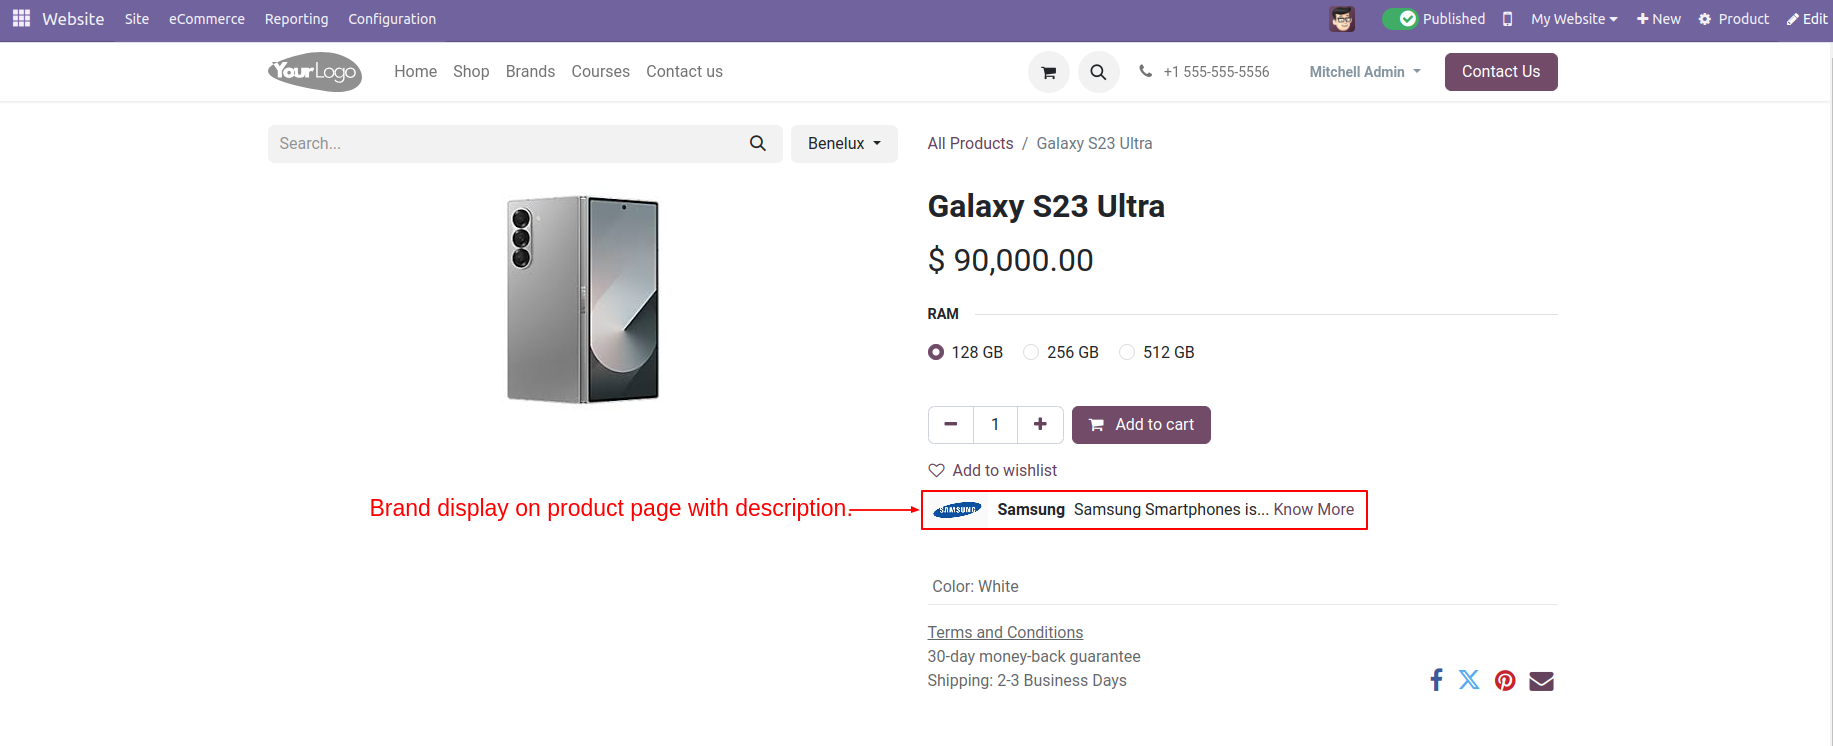 Website Site eCommerce Reporting Configuration Published My Website New Product Edit
YourLogo Home Shop Brands Courses Contact us +1 555-555-5556 Mitchell Admin Contact Us
Search... Benelux All Products / Galaxy S23 Ultra
Galaxy S23 Ultra
$ 90,000.00
RAM
128 GB 256 GB 512 GB
1 Add to cart
Add to wishlist
Brand display on product page with description. SAMSUNG Samsung Samsung Smartphones is... Know More
Color: White
Terms and Conditions
30-day money-back guarantee
Shipping: 2-3 Business Days